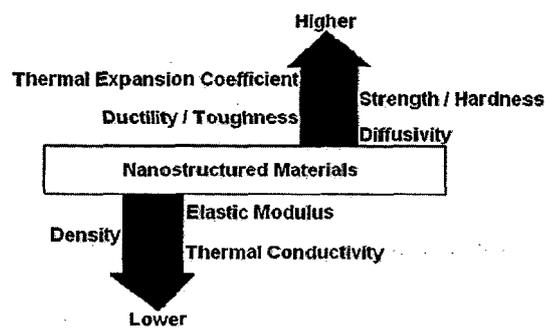 Higher
Thermal Expansion Coefficient
Strength / Hardness
Ductility / Toughness
Diffusivity
Nanostructured Materials
Elastic Modulus
Density
Thermal Conductivity
Lower